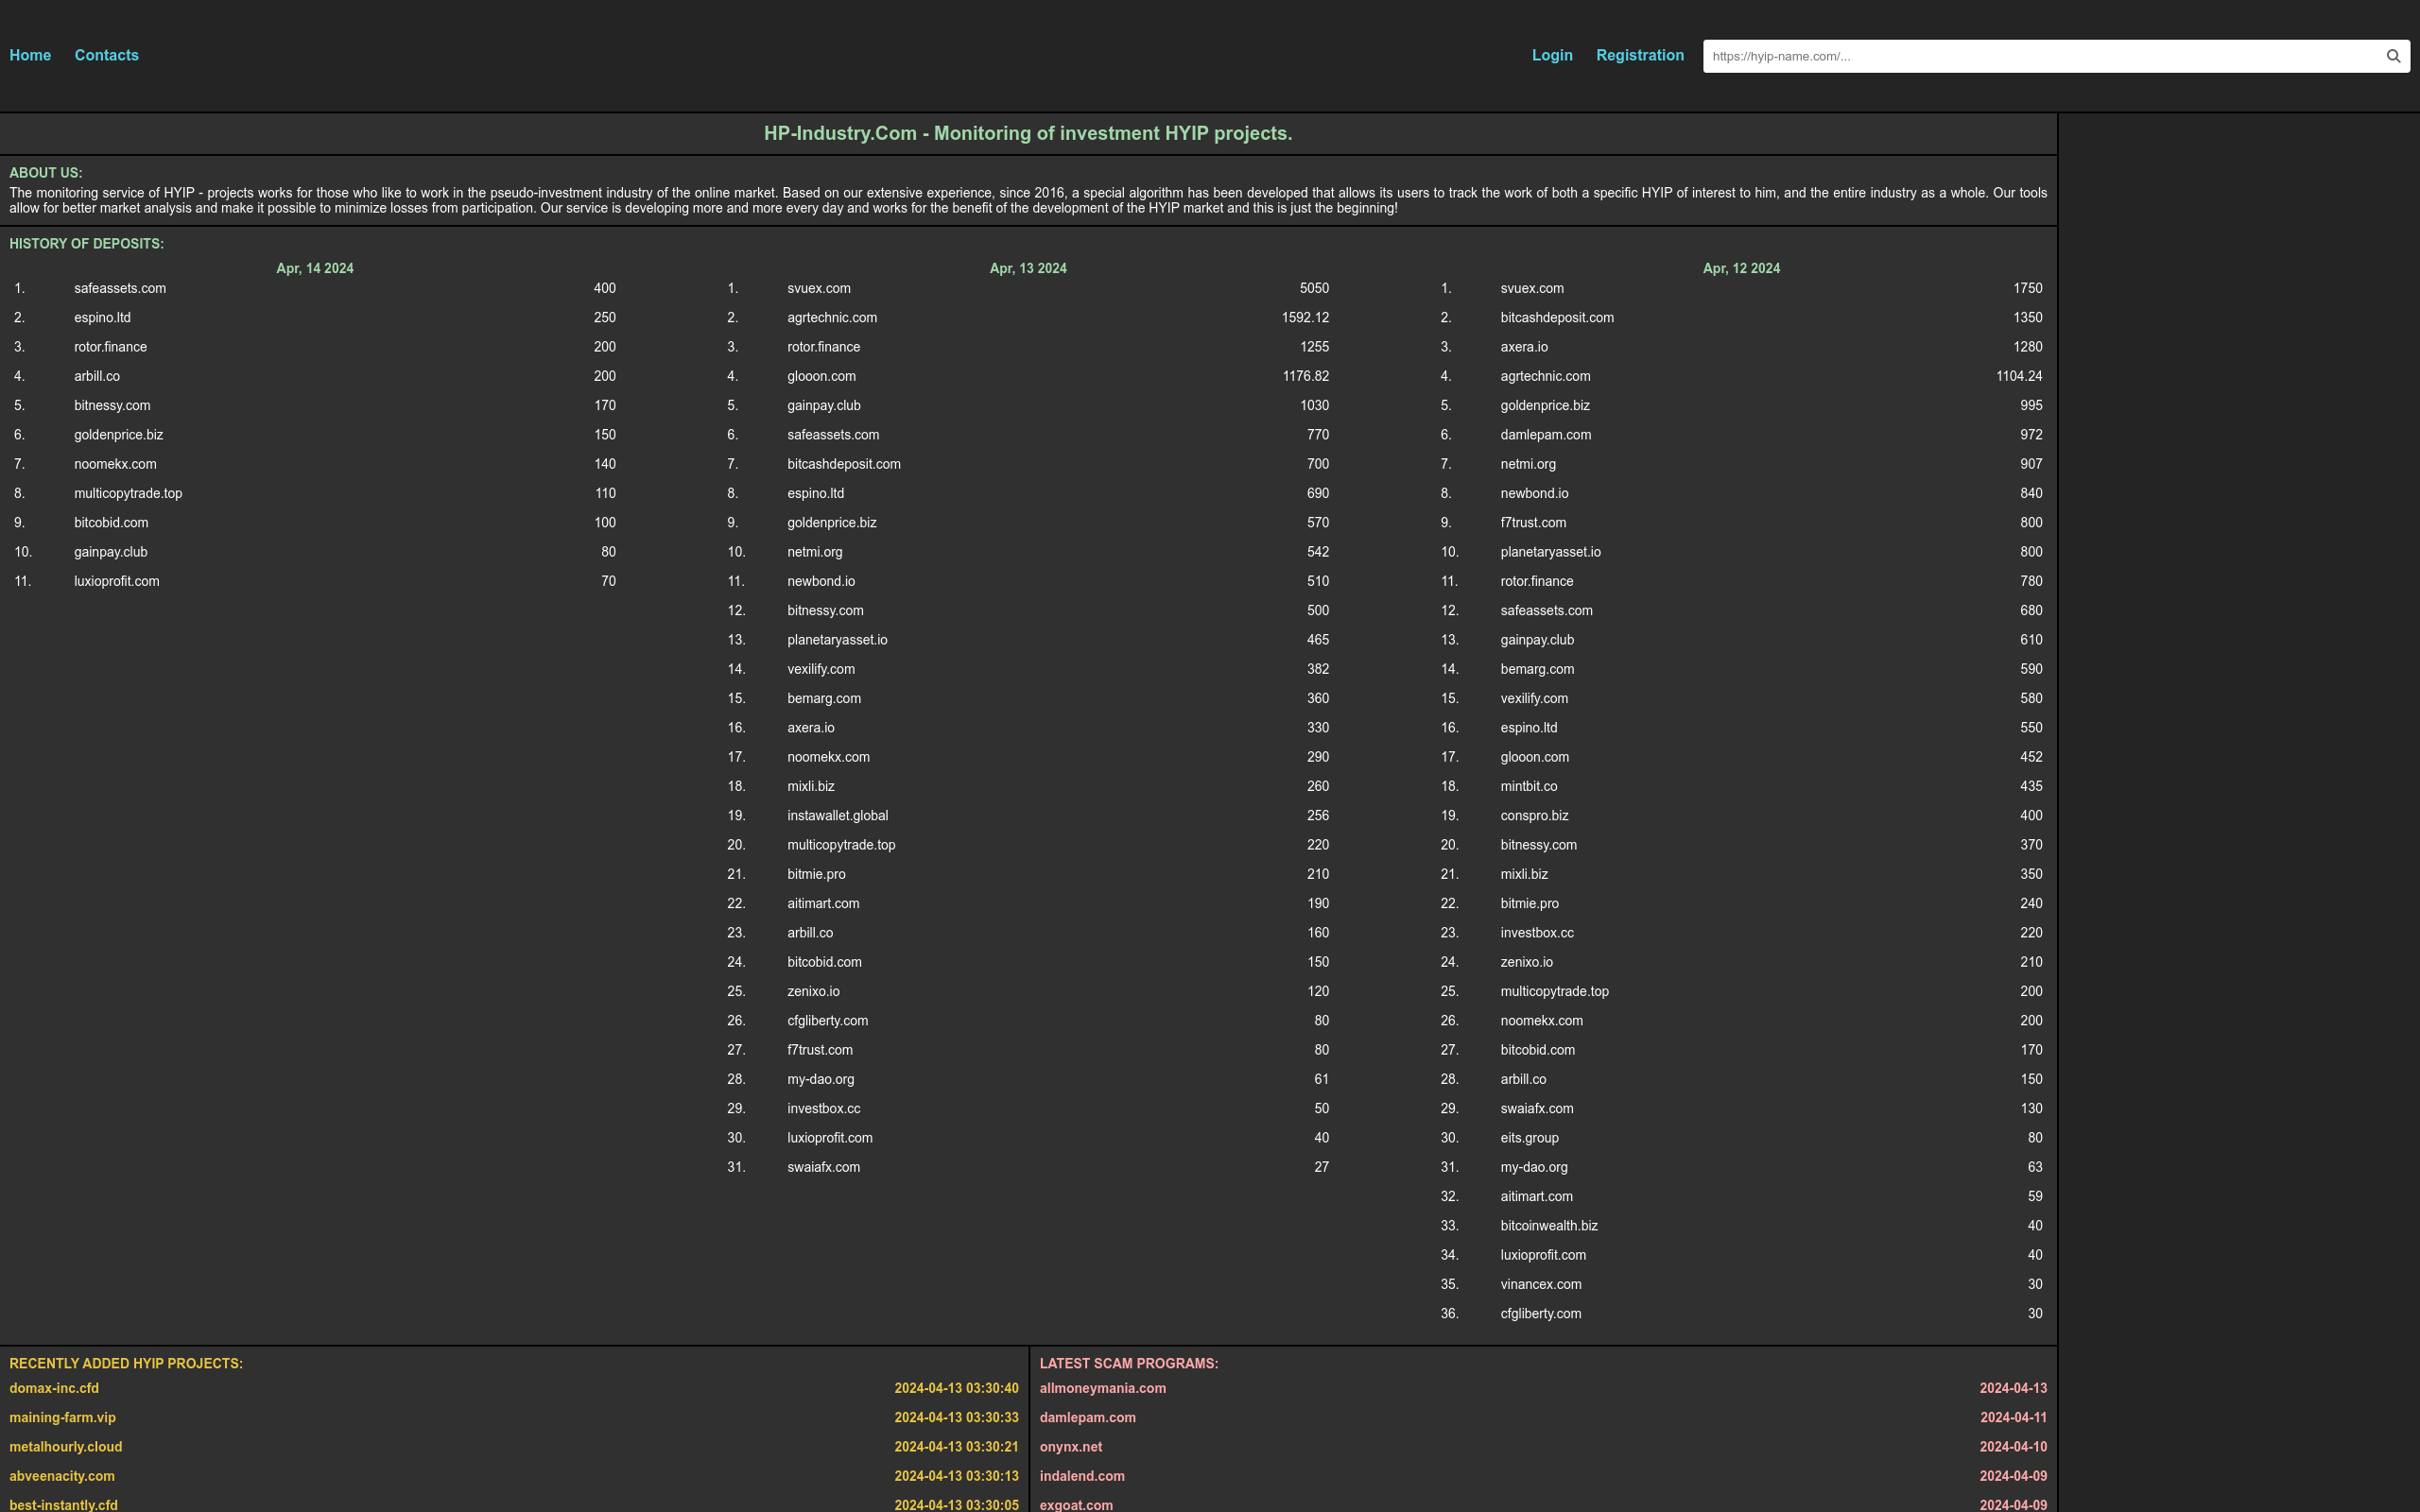 Home Contacts Login Registration https://hyip-name.com/...
HP-Industry.Com - Monitoring of investment HYIP projects.
ABOUT US:
The monitoring service of HYIP - projects works for those who like to work in the pseudo-investment industry of the online market. Based on our extensive experience, since 2016, a special algorithm has been developed that allows its users to track the work of both a specific HYIP of interest to him, and the entire industry as a whole. Our tools
allow for better market analysis and make it possible to minimize losses from participation. Our service is developing more and more every day and works for the benefit of the development of the HYIP market and this is just the beginning!
HISTORY OF DEPOSITS:
Apr, 14 2024
1. safeassets.com 400
2. espino.ltd 250
3. rotor.finance 200
4. arbill.co 200
5. bitnessy.com 170
6. goldenprice.biz 150
7. noomekx.com 140
8. multicopytrade.top 110
9. bitcobid.com 100
10. gainpay.club 80
11. luxioprofit.com 70
Apr, 13 2024
1. svuex.com 5050
2. agrtechnic.com 1592.12
3. rotor.finance 1255
4. glooon.com 1176.82
5. gainpay.club 1030
6. safeassets.com 770
7. bitcashdeposit.com 700
8. espino.ltd 690
9. goldenprice.biz 570
10. netmi.org 542
11. newbond.io 510
12. bitnessy.com 500
13. planetaryasset.io 465
14. vexilify.com 382
15. bemarg.com 360
16. axera.io 330
17. noomekx.com 290
18. mixli.biz 260
19. instawallet.global 256
20. multicopytrade.top 220
21. bitmie.pro 210
22. aitimart.com 190
23. arbill.co 160
24. bitcobid.com 150
25. zenixo.io 120
26. cfgliberty.com 80
27. f7trust.com 80
28. my-dao.org 61
29. investbox.cc 50
30. luxioprofit.com 40
31. swaiafx.com 27
Apr, 12 2024
1. svuex.com 1750
2. bitcashdeposit.com 1350
3. axera.io 1280
4. agrtechnic.com 1104.24
5. goldenprice.biz 995
6. damlepam.com 972
7. netmi.org 907
8. newbond.io 840
9. f7trust.com 800
10. planetaryasset.io 800
11. rotor.finance 780
12. safeassets.com 680
13. gainpay.club 610
14. bemarg.com 590
15. vexilify.com 580
16. espino.ltd 550
17. glooon.com 452
18. mintbit.co 435
19. conspro.biz 400
20. bitnessy.com 370
21. mixli.biz 350
22. bitmie.pro 240
23. investbox.cc 220
24. zenixo.io 210
25. multicopytrade.top 200
26. noomekx.com 200
27. bitcobid.com 170
28. arbill.co 150
29. swaiafx.com 130
30. eits.group 80
31. my-dao.org 63
32. aitimart.com 59
33. bitcoinwealth.biz 40
34. luxioprofit.com 40
35. vinancex.com 30
36. cfgliberty.com 30
RECENTLY ADDED HYIP PROJECTS:
domax-inc.cfd 2024-04-13 03:30:40
maining-farm.vip 2024-04-13 03:30:33
metalhourly.cloud 2024-04-13 03:30:21
abveenacity.com 2024-04-13 03:30:13
best-instantly.cfd 2024-04-13 03:30:05
LATEST SCAM PROGRAMS:
allmoneymania.com 2024-04-13
damlepam.com 2024-04-11
onynx.net 2024-04-10
indalend.com 2024-04-09
exgoat.com 2024-04-09